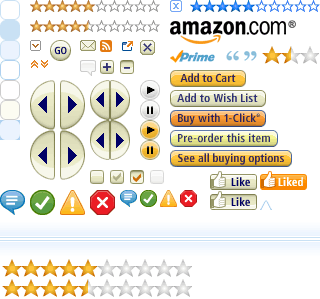 GO
amazon.com®
Prime
Add to Cart
Add to Wish List
Buy with 1-Click®
Pre-order this item
See all buying options
Like
Liked
Like